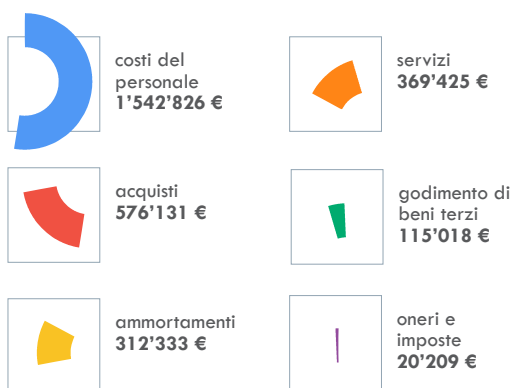 costi del
personale
1’542’826 €
servizi
369’425 €
acquisti
576’131 €
godimento di
beni terzi
115’018 €
ammortamenti
312’333 €
oneri e
imposte
20’209 €